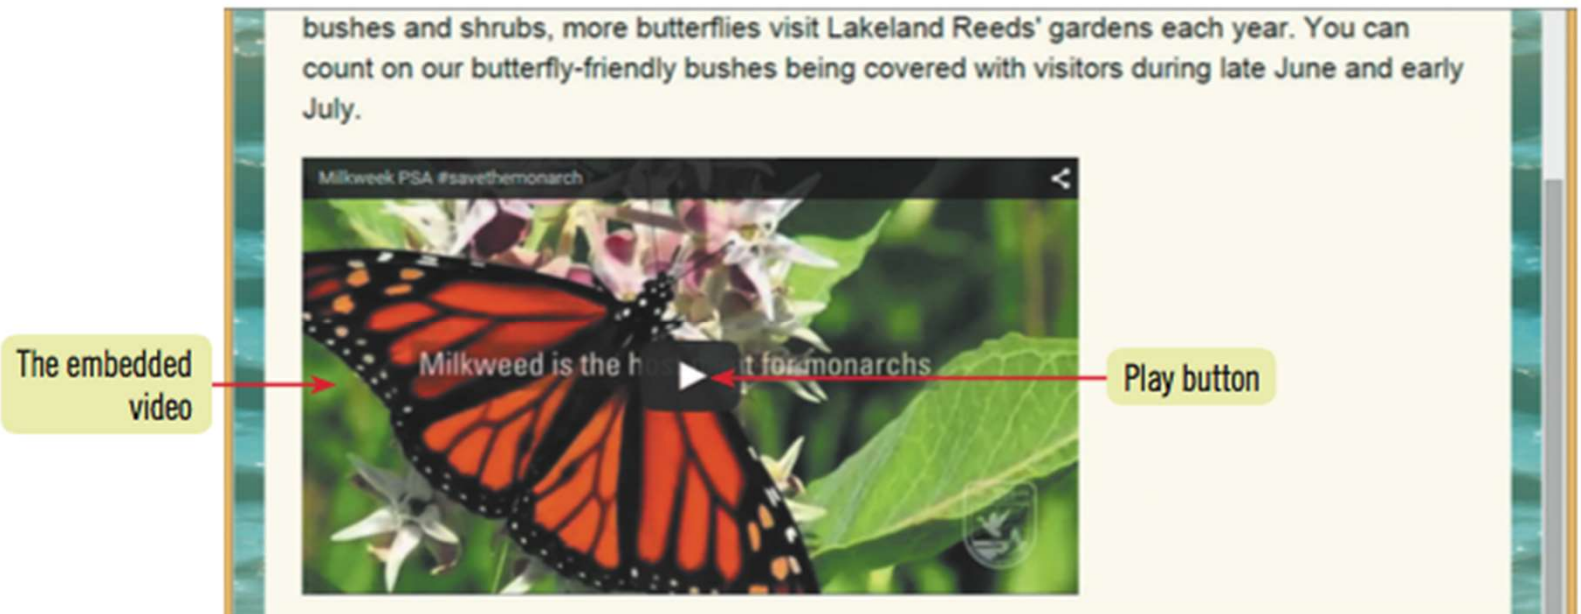 bushes and shrubs, more butterflies visit Lakeland Reeds' gardens each year. You can
count on our butterfly-friendly bushes being covered with visitors during late June and early
July.
Milkweek PSA #savethemonarch
Milkweed is the for monarchs
The embedded
video
Play button